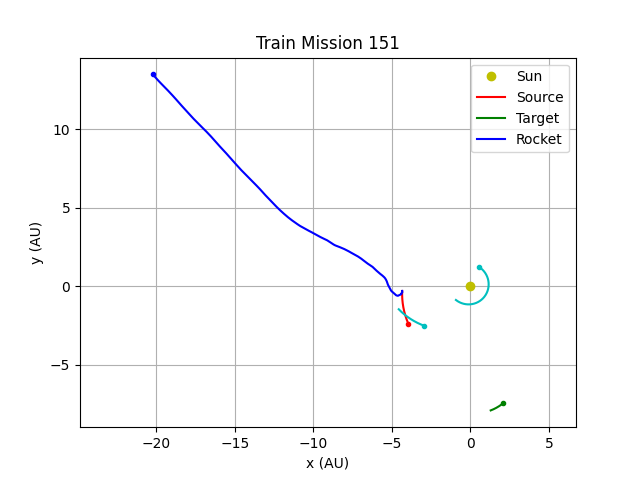 Train Mission 151
Sun
Source
Target
Rocket
y (AU)
10
5
0
−5
−20
−15
−10
−5
0
5
x (AU)